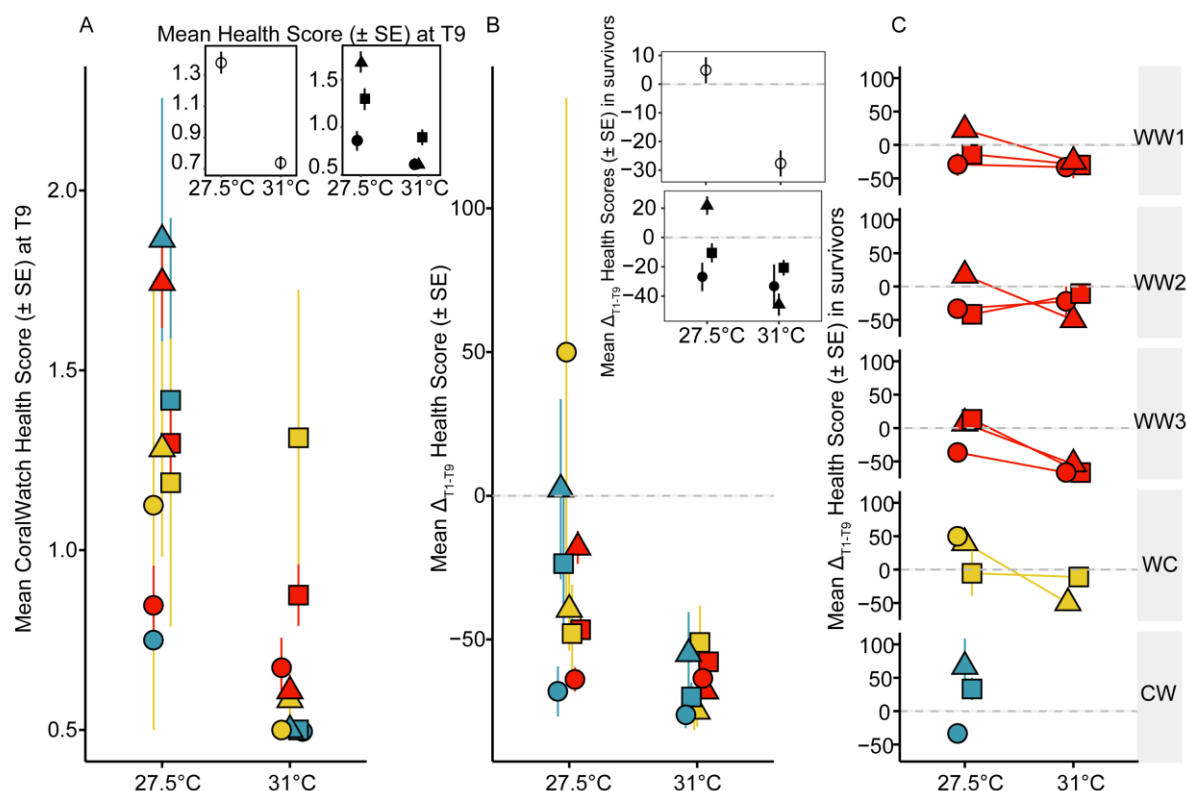 A
B
C
Mean Health Score (± SE) at T9
1.3
1.1
0.9
0.7
27.5°C
31°C
1.5
1.0
0.5
27.5°C
31°C
Mean CoralWatch Health Score (± SE) at T9
2.0
1.5
1.0
0.5
27.5°C
31°C
Mean Δ T1-T9 Health Score (± SE)
100
50
0
−50
27.5°C
31°C
Mean Δ T1-T9 Health Scores (± SE) in survivors
10
0
−10
−20
−30
20
0
−20
−40
27.5°C
31°C
Mean Δ T1-T9 Health Score (± SE) in survivors
100
50
0
−50
WW1
100
50
0
−50
WW2
100
50
0
−50
WW3
100
50
0
−50
WC
100
50
0
−50
CW
27.5°C
31°C